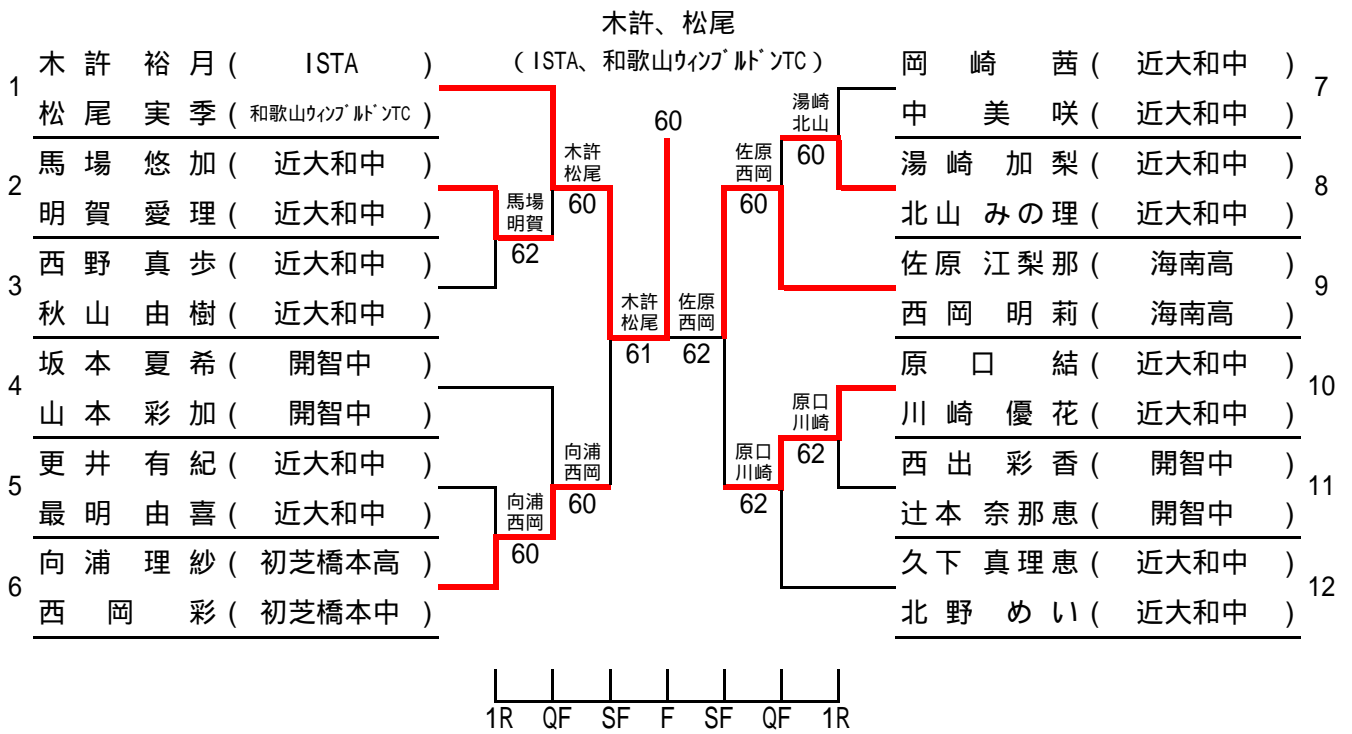 木許、松尾
(ISTA、和歌山ウィンブルドンTC)
1
木許 裕月 ( ISTA )
松尾 実季 ( 和歌山ウィンブルドンTC )
2
馬場 悠加 ( 近大和中 )
明賀 愛理 ( 近大和中 )
3
西野 真歩 ( 近大和中 )
秋山 由樹 ( 近大和中 )
4
坂本 夏希 ( 開智中 )
山本 彩加 ( 開智中 )
5
更井 有紀 ( 近大和中 )
最明 由喜 ( 近大和中 )
6
向浦 理紗 ( 初芝橋本高 )
西岡 彩 ( 初芝橋本中 )
馬場
明賀
62
向浦
西岡
60
木許
松尾
60
向浦
西岡
60
木許
松尾
61
60
佐原
西岡
62
佐原
西岡
60
原口
川崎
62
湯崎
北山
60
原口
川崎
62
岡崎 茜 ( 近大和中 )
中 美咲 ( 近大和中 )
7
湯崎 加梨 ( 近大和中 )
北山 みの理 ( 近大和中 )
8
佐原 江梨那 ( 海南高 )
西岡 明莉 ( 海南高 )
9
原口 結 ( 近大和中 )
川崎 優花 ( 近大和中 )
10
西出 彩香 ( 開智中 )
辻本 奈那恵 ( 開智中 )
11
久下 真理恵 ( 近大和中 )
北野 めい ( 近大和中 )
12
1R QF SF F SF QF 1R